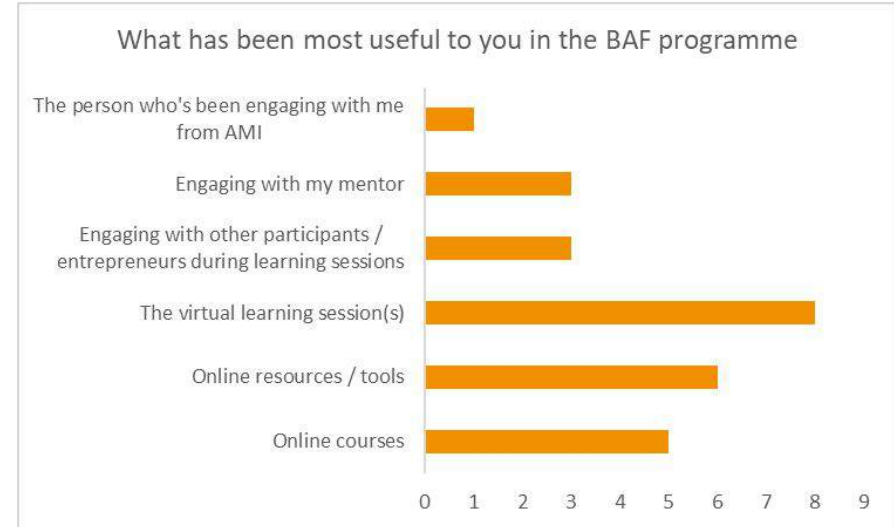 What has been most useful to you in the BAF programme
The person who's been engaging with me
from AMI
Engaging with my mentor
Engaging with other participants /
entrepreneurs during learning sessions
The virtual learning session(s)
Online resources / tools
Online courses
0 1 2 3 4 5 6 7 8 9